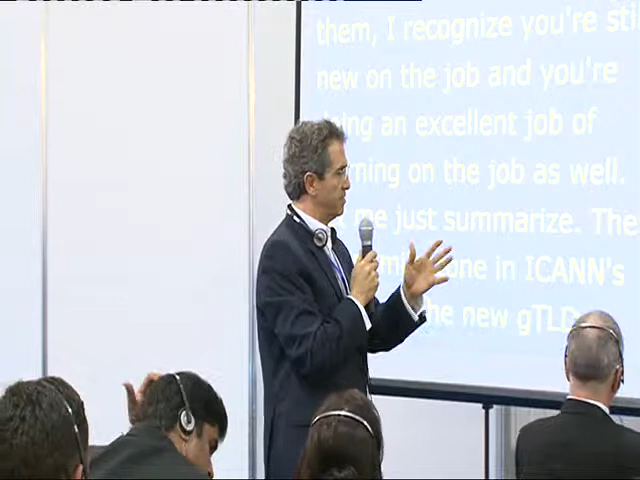 them, I recognize you're
new on the job and you're
an excellent job of
on the job as well.
me just summarize. The
one in ICANN's
the new gTLD